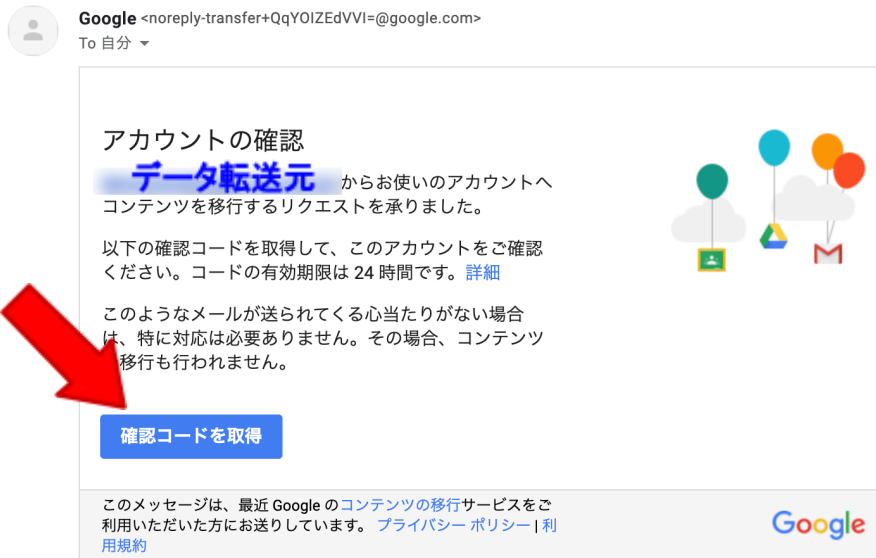 Google <noreply-transfer+QqYOIZEdVVI=@google.com>
To 自分
アカウントの確認
データ転送元からお使いのアカウントへ
コンテンツを移行するリクエストを承りました。
以下の確認コードを取得して、このアカウントをご確認
ください。コードの有効期限は 24 時間です。詳細
このようなメールが送られてくる心当たりがない場合
は、特に対応は必要ありません。その場合、コンテンツ
移行も行われません。
確認コードを取得
このメッセージは、最近 Google のコンテンツの移行サービスをご
利用いただいた方にお送りしています。 プライバシー ポリシー | 利
用規約
Google